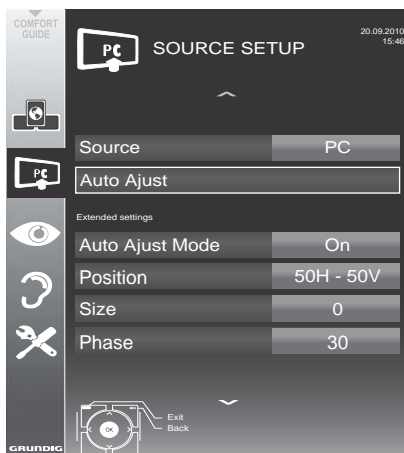 COMFORT
GUIDE
PC
SOURCE SETUP
20.09.2010
15:46
Source PC
PC
Auto Ajust
Extended settings
Auto Ajust Mode On
Position 50H - 50V
Size 0
Phase 30
Exit
Back
OK
GRUNDIG